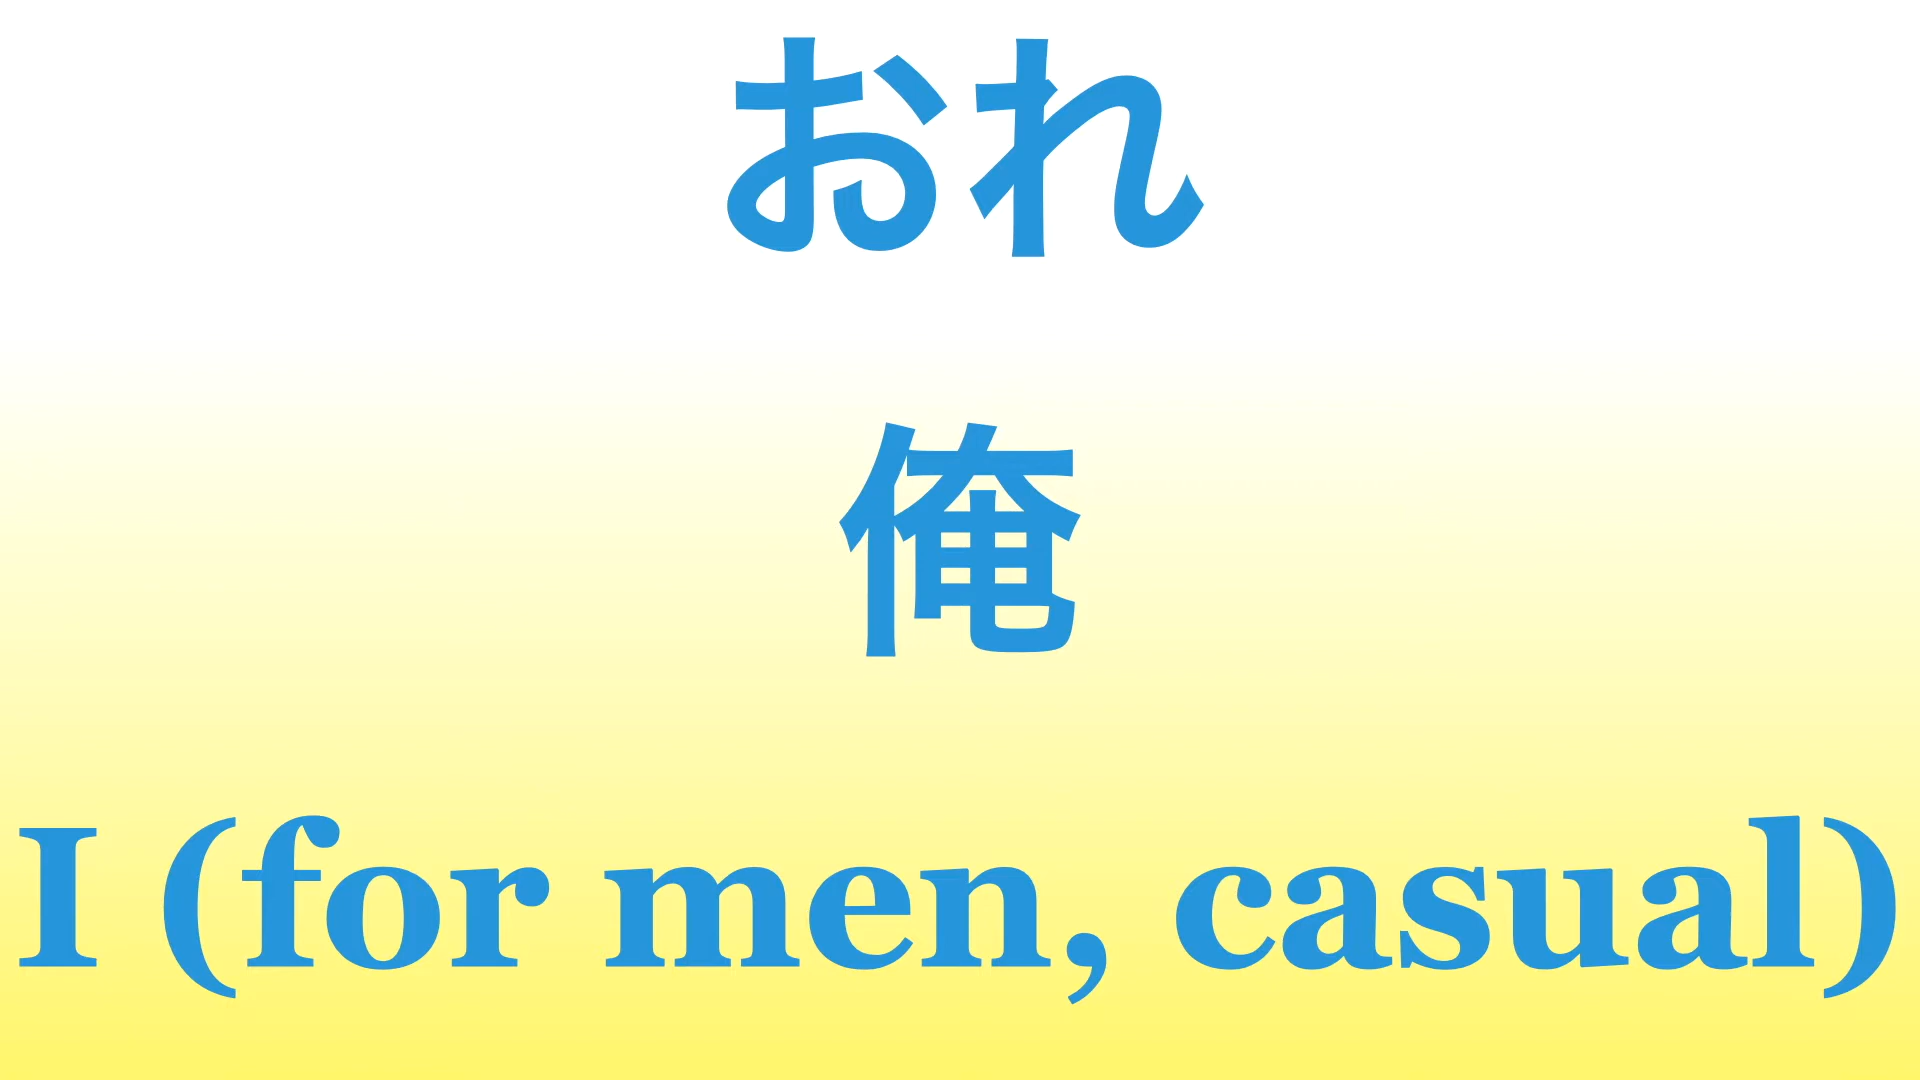 おれ
俺
I (for men, casual)